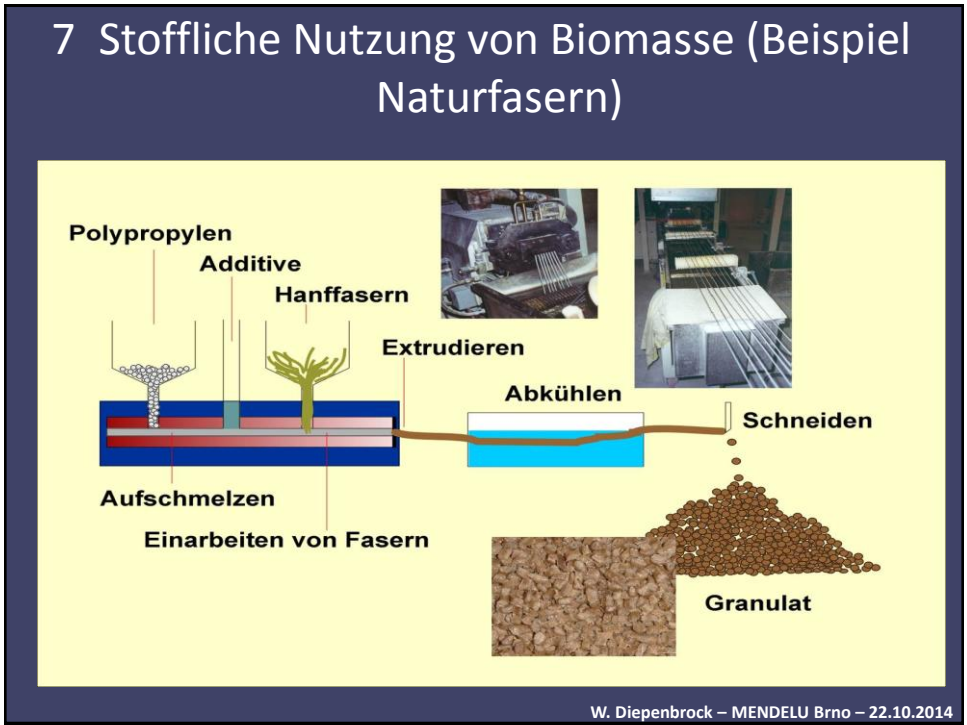 7 Stoffliche Nutzung von Biomasse (Beispiel
Naturfasern)
Polypropylen
Additive
Hanffasern
Extrudieren
Abkühlen
Schneiden
Aufschmelzen
Einarbeiten von Fasern
Granulat
W. Diepenbrock – MENDELU Brno – 22.10.2014